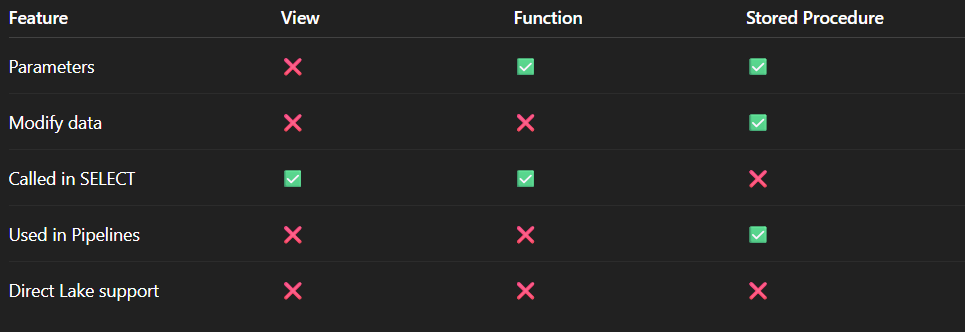 Feature View Function Stored Procedure
Parameters ❌ ✅ ✅
Modify data ❌ ❌ ✅
Called in SELECT ✅ ✅ ❌
Used in Pipelines ❌ ❌ ✅
Direct Lake support ❌ ❌ ❌